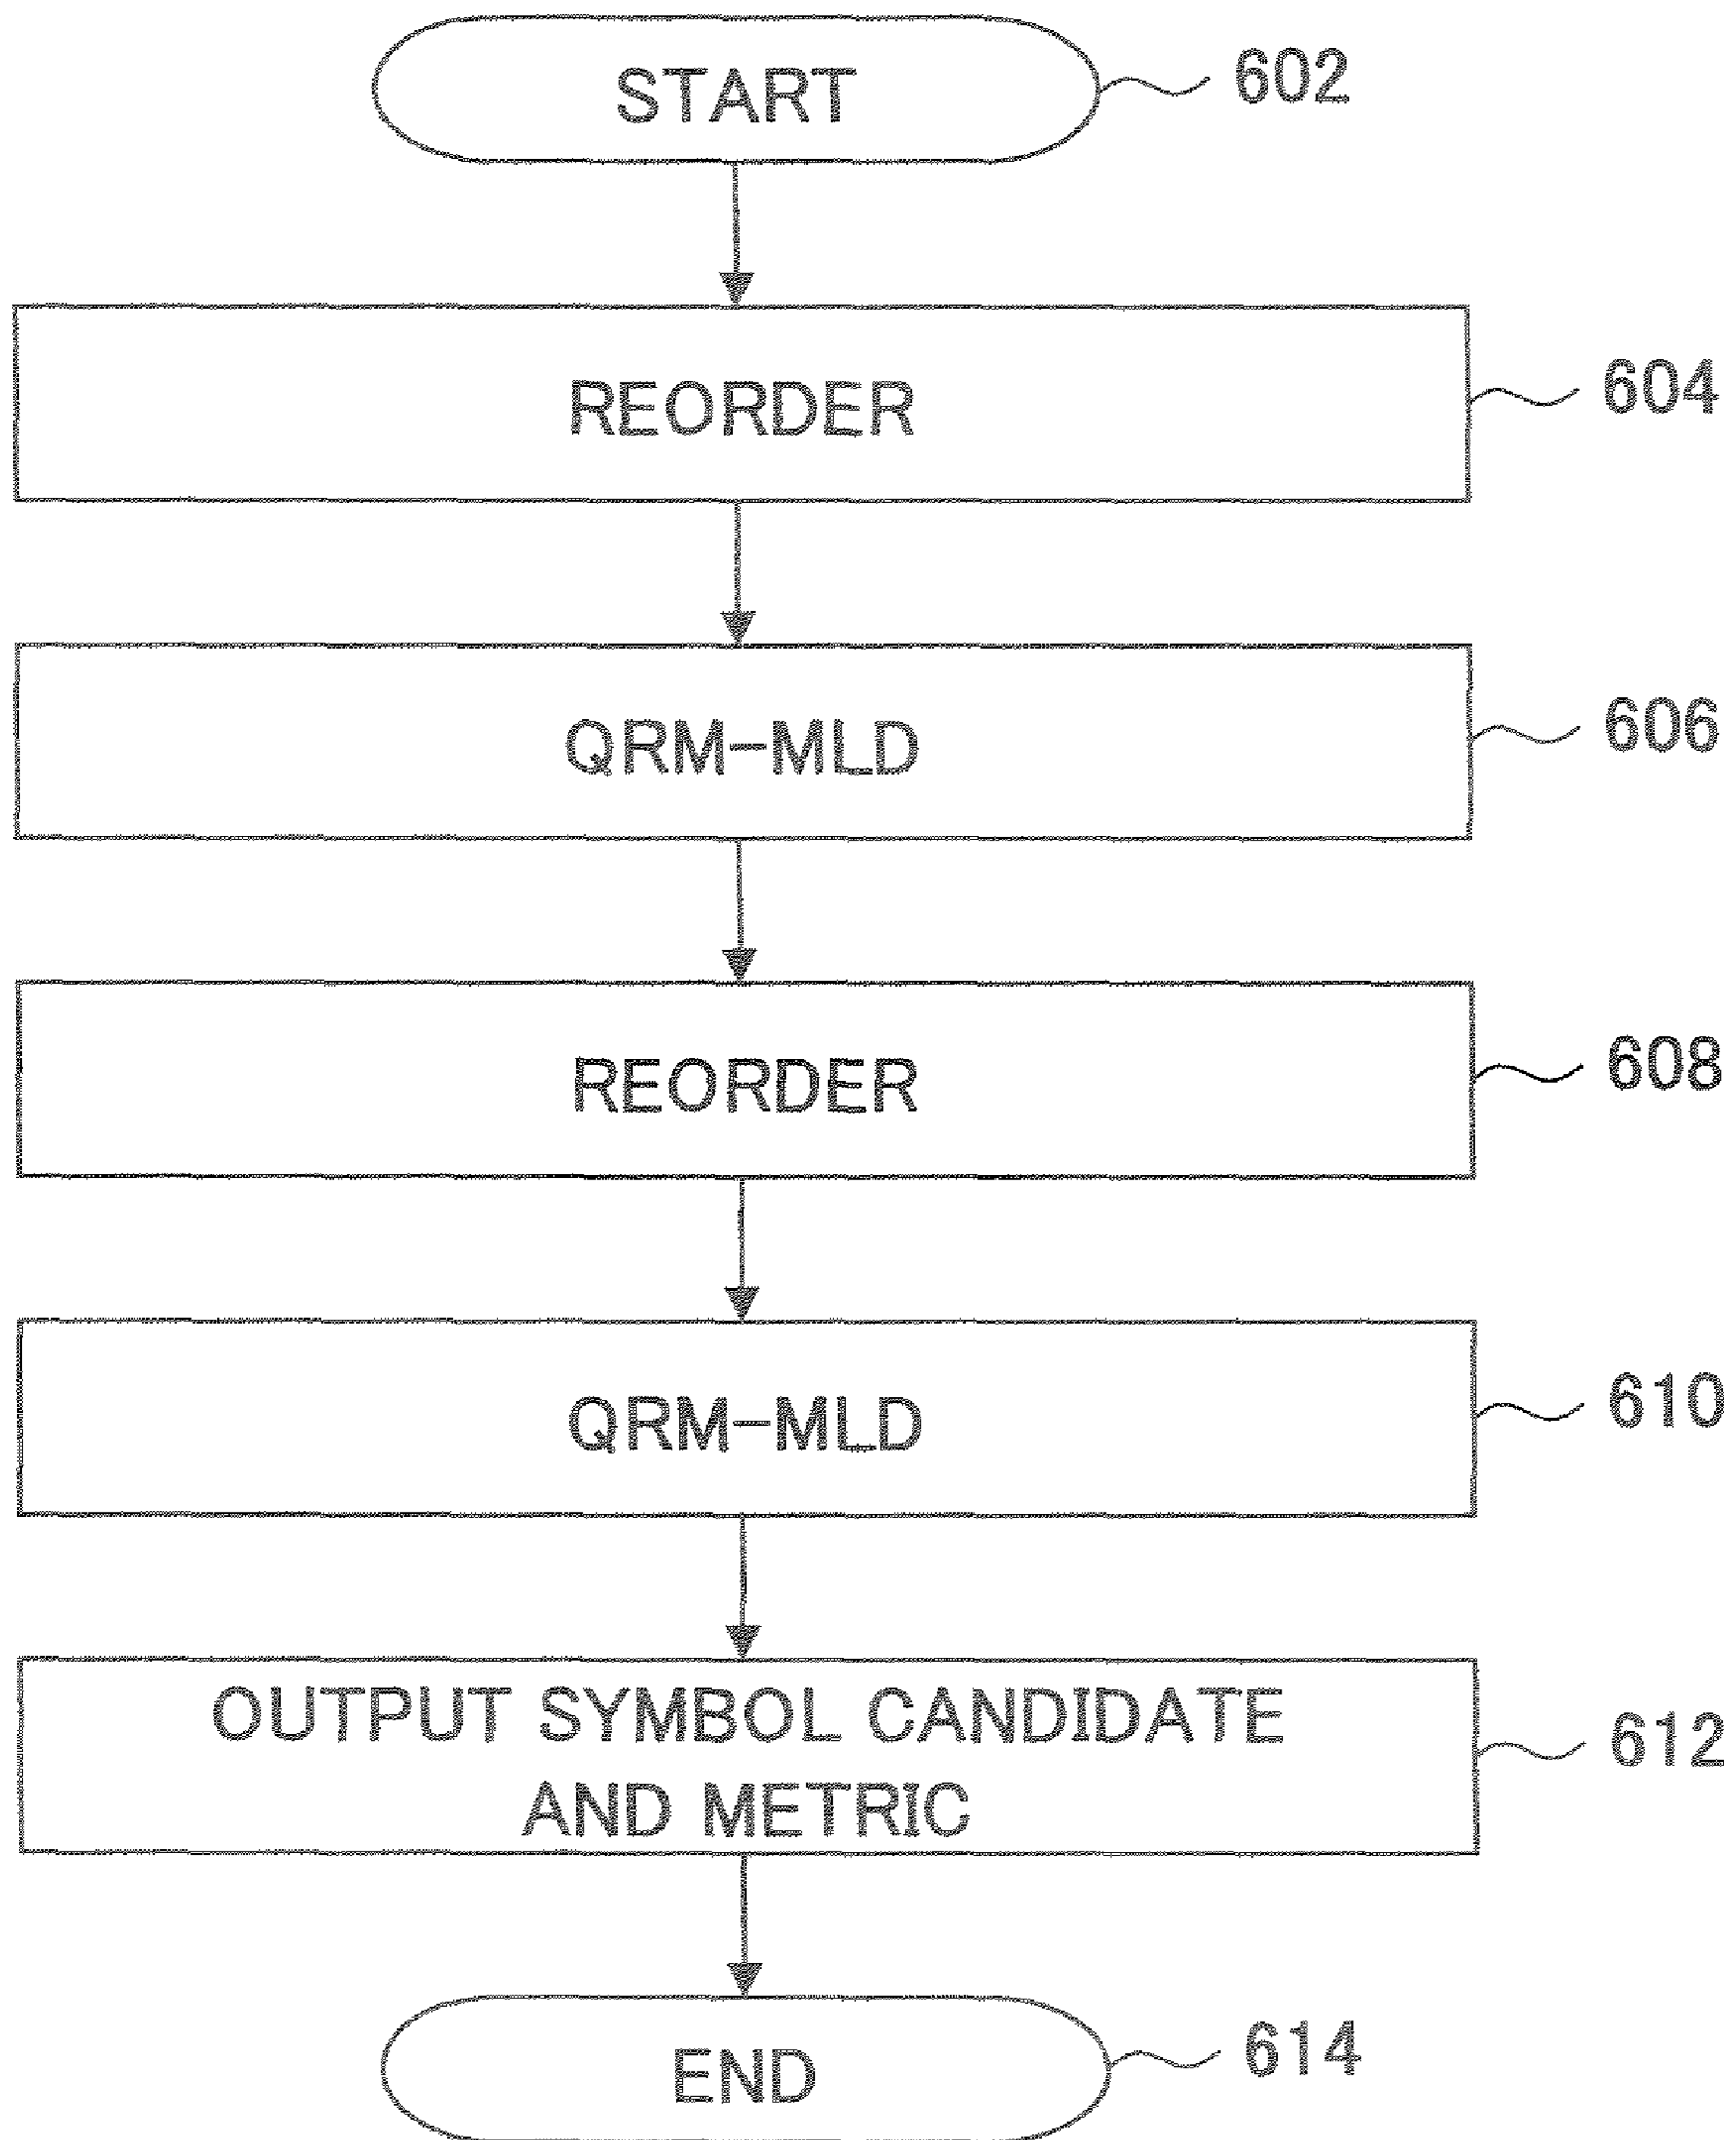 START
602
REORDER
604
QRM-MLD
606
REORDER
608
QRM-MLD
610
OUTPUT SYMBOL CANDIDATE
AND METRIC
612
END
614